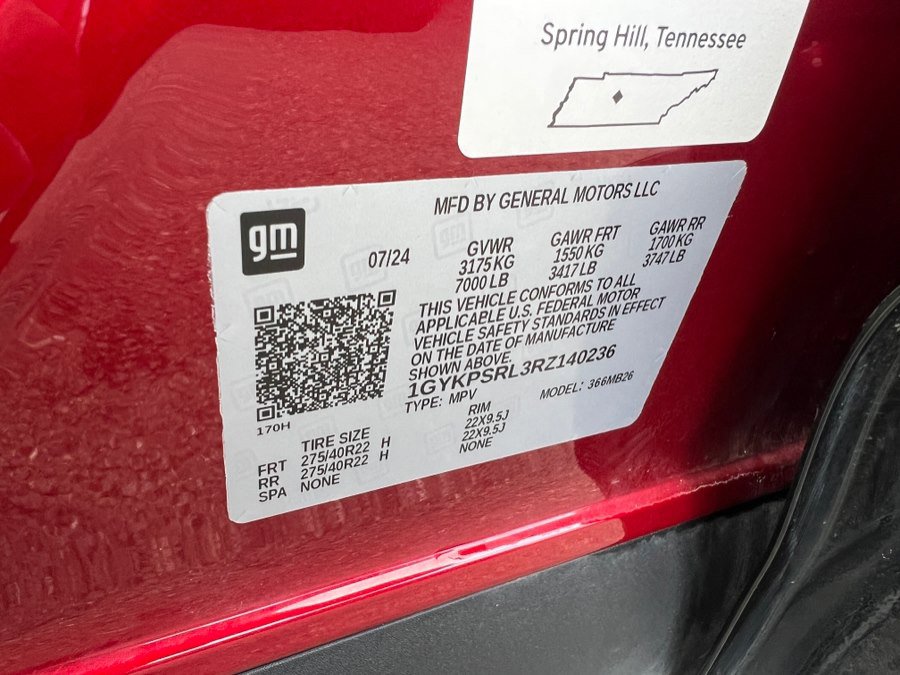 Spring Hill, Tennessee
MFD BY GENERAL MOTORS LLC
gm
07/24
GVWR
3175 KG
7000 LB
GAWR FRT
1550 KG
3417 LB
GAWR RR
1700 KG
3747 LB
THIS VEHICLE CONFORMS TO ALL
APPLICABLE U.S. FEDERAL MOTOR
VEHICLE SAFETY STANDARDS IN EFFECT
ON THE DATE OF MANUFACTURE
SHOWN ABOVE.
1GYKPSRL3RZ140236
TYPE: MPV
MODEL: 366MB26
170H
TIRE SIZE RIM
FRT 275/40R22 H 22X9.5J
RR 275/40R22 H 22X9.5J
SPA NONE NONE